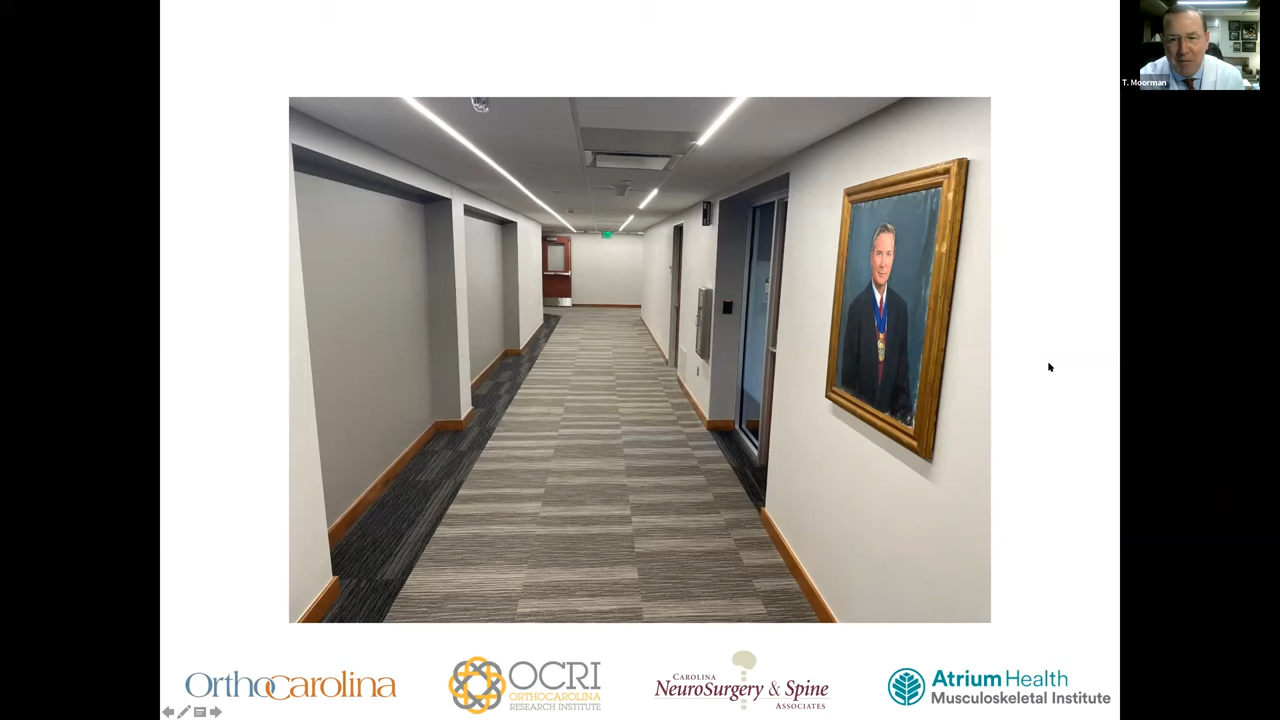 T. Moorman
OrthoCarolina
OCRI
ORTHOCAROLINA
RESEARCH INSTITUTE
CAROLINA
NEUROSURGERY & SPINE
ASSOCIATES
Atrium Health
Musculoskeletal Institute